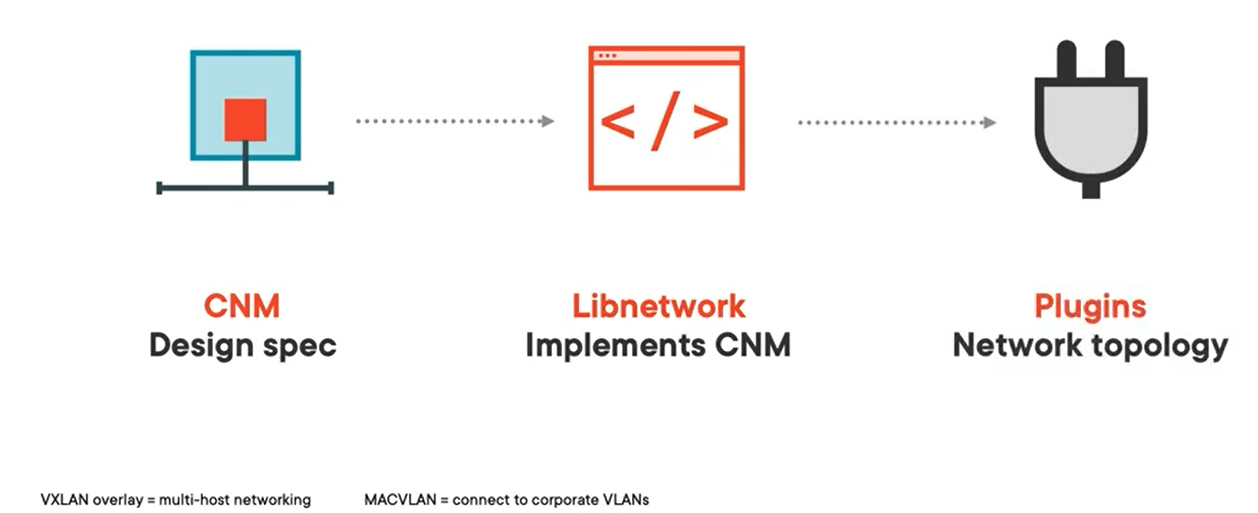 </>
CNM
Design spec
Libnetwork
Implements CNM
Plugins
Network topology
VXLAN overlay = multi-host networking
MACVLAN = connect to corporate VLANs